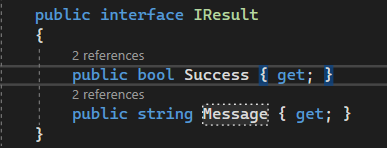 public interface IResult
{
2 references
public bool Success { get; }
2 references
public string Message { get; }
}